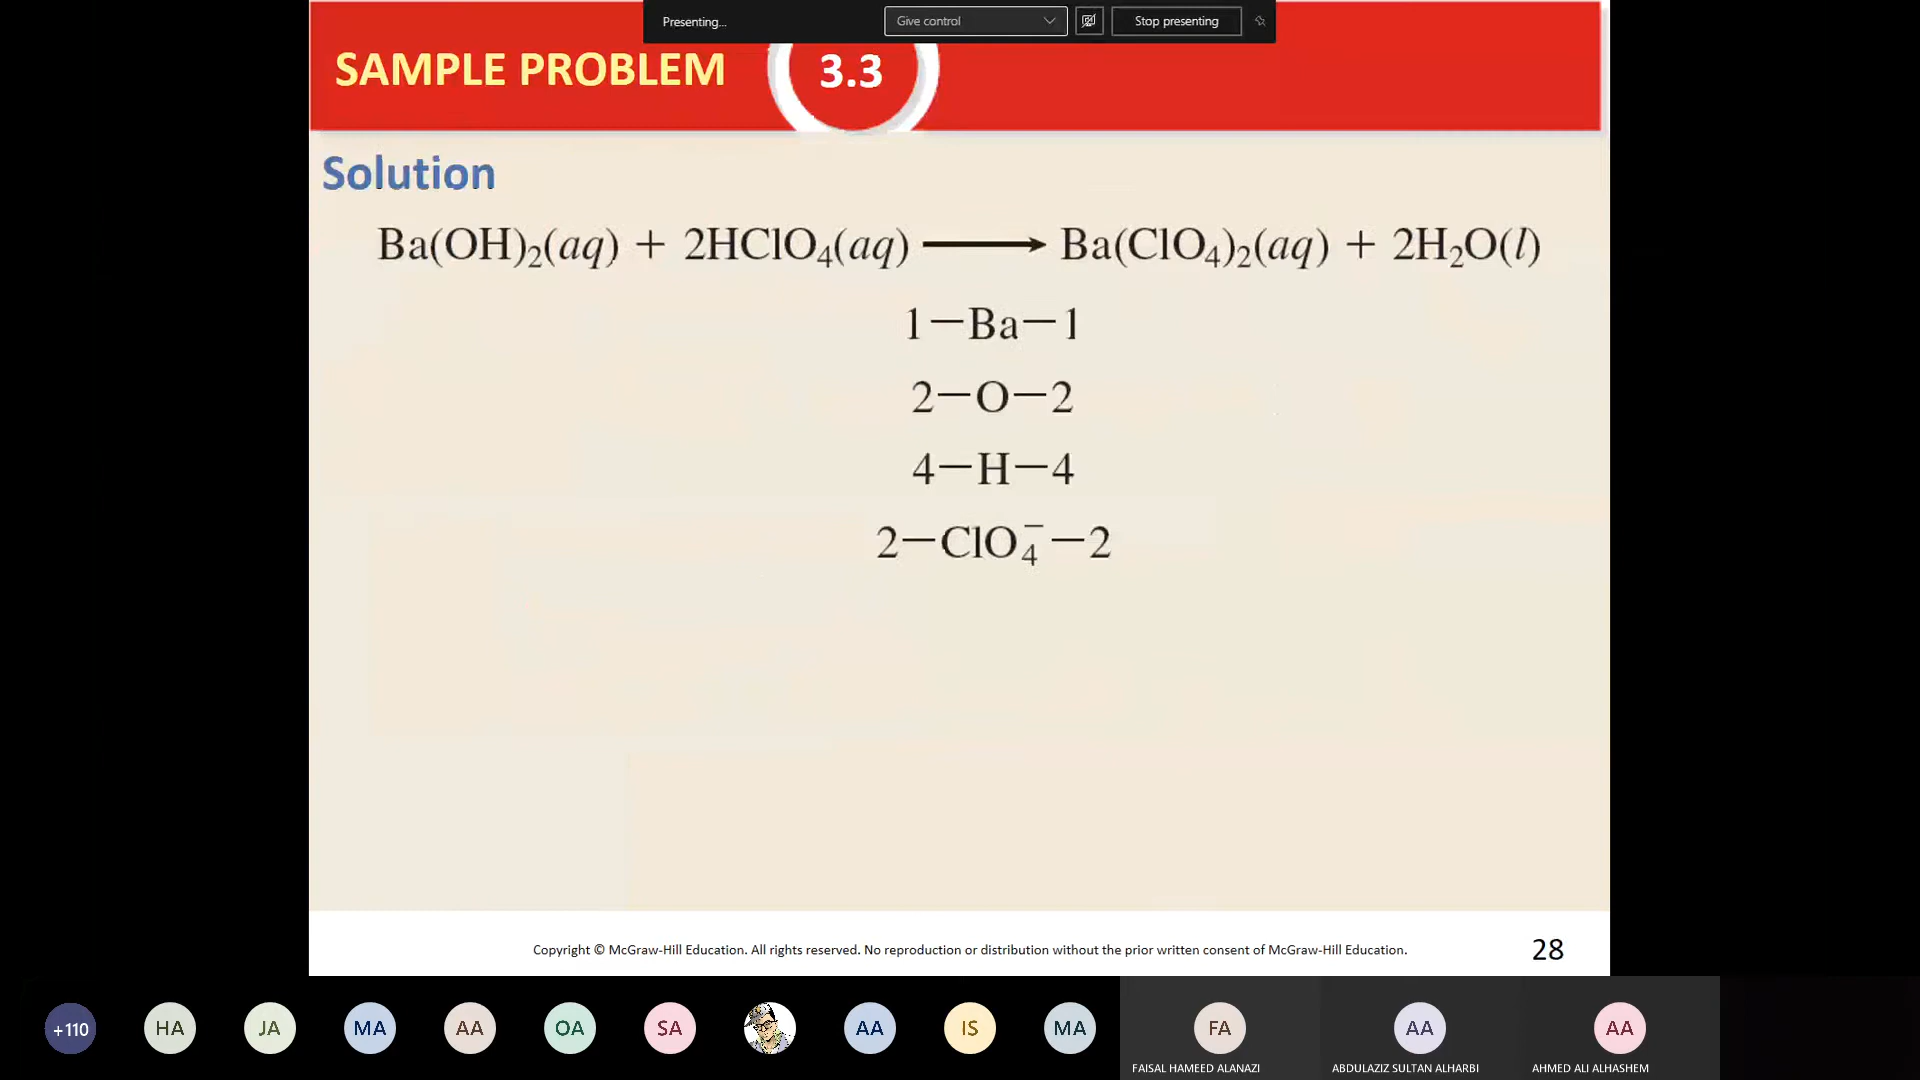 Presenting...
Give control
Stop presenting
SAMPLE PROBLEM 3.3
Solution
Ba(OH)₂(aq) + 2HClO₄(aq) ⟶ Ba(ClO₄)₂(aq) + 2H₂O(l)
1—Ba—1
2—O—2
4—H—4
2—ClO₄⁻—2
Copyright © McGraw-Hill Education. All rights reserved. No reproduction or distribution without the prior written consent of McGraw-Hill Education.
28
+110 HA JA MA AA OA SA AA IS MA FA AA AA
FAISAL HAMEED ALANAZI ABDULAZIZ SULTAN ALHARBI AHMED ALI ALHASHEM